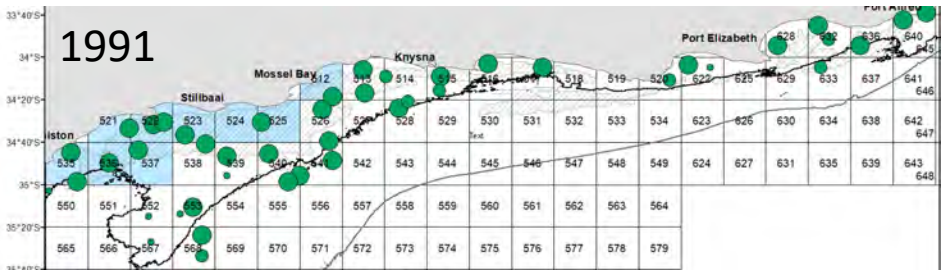 1991
33°40'S
34°S
34°20'S
34°40'S
35°S
35°20'S
Port Alfred
Port Elizabeth
Knysna
Mossel Bay
Stilbaai
iston
Text
628 632 636 640
645
512 513 514 515 516 517 518 519 520 622 625 629 633 637 641
646
521 522 523 524 525 526 528 529 530 531 532 533 534 623 626 630 634 638 642
647
535 536 537 538 539 540 541 542 543 544 545 546 547 548 549 624 627 631 635 639 643
648
550 551 552 553 554 555 556 557 558 559 560 561 562 563 564
565 566 567 568 569 570 571 572 573 574 575 576 577 578 579